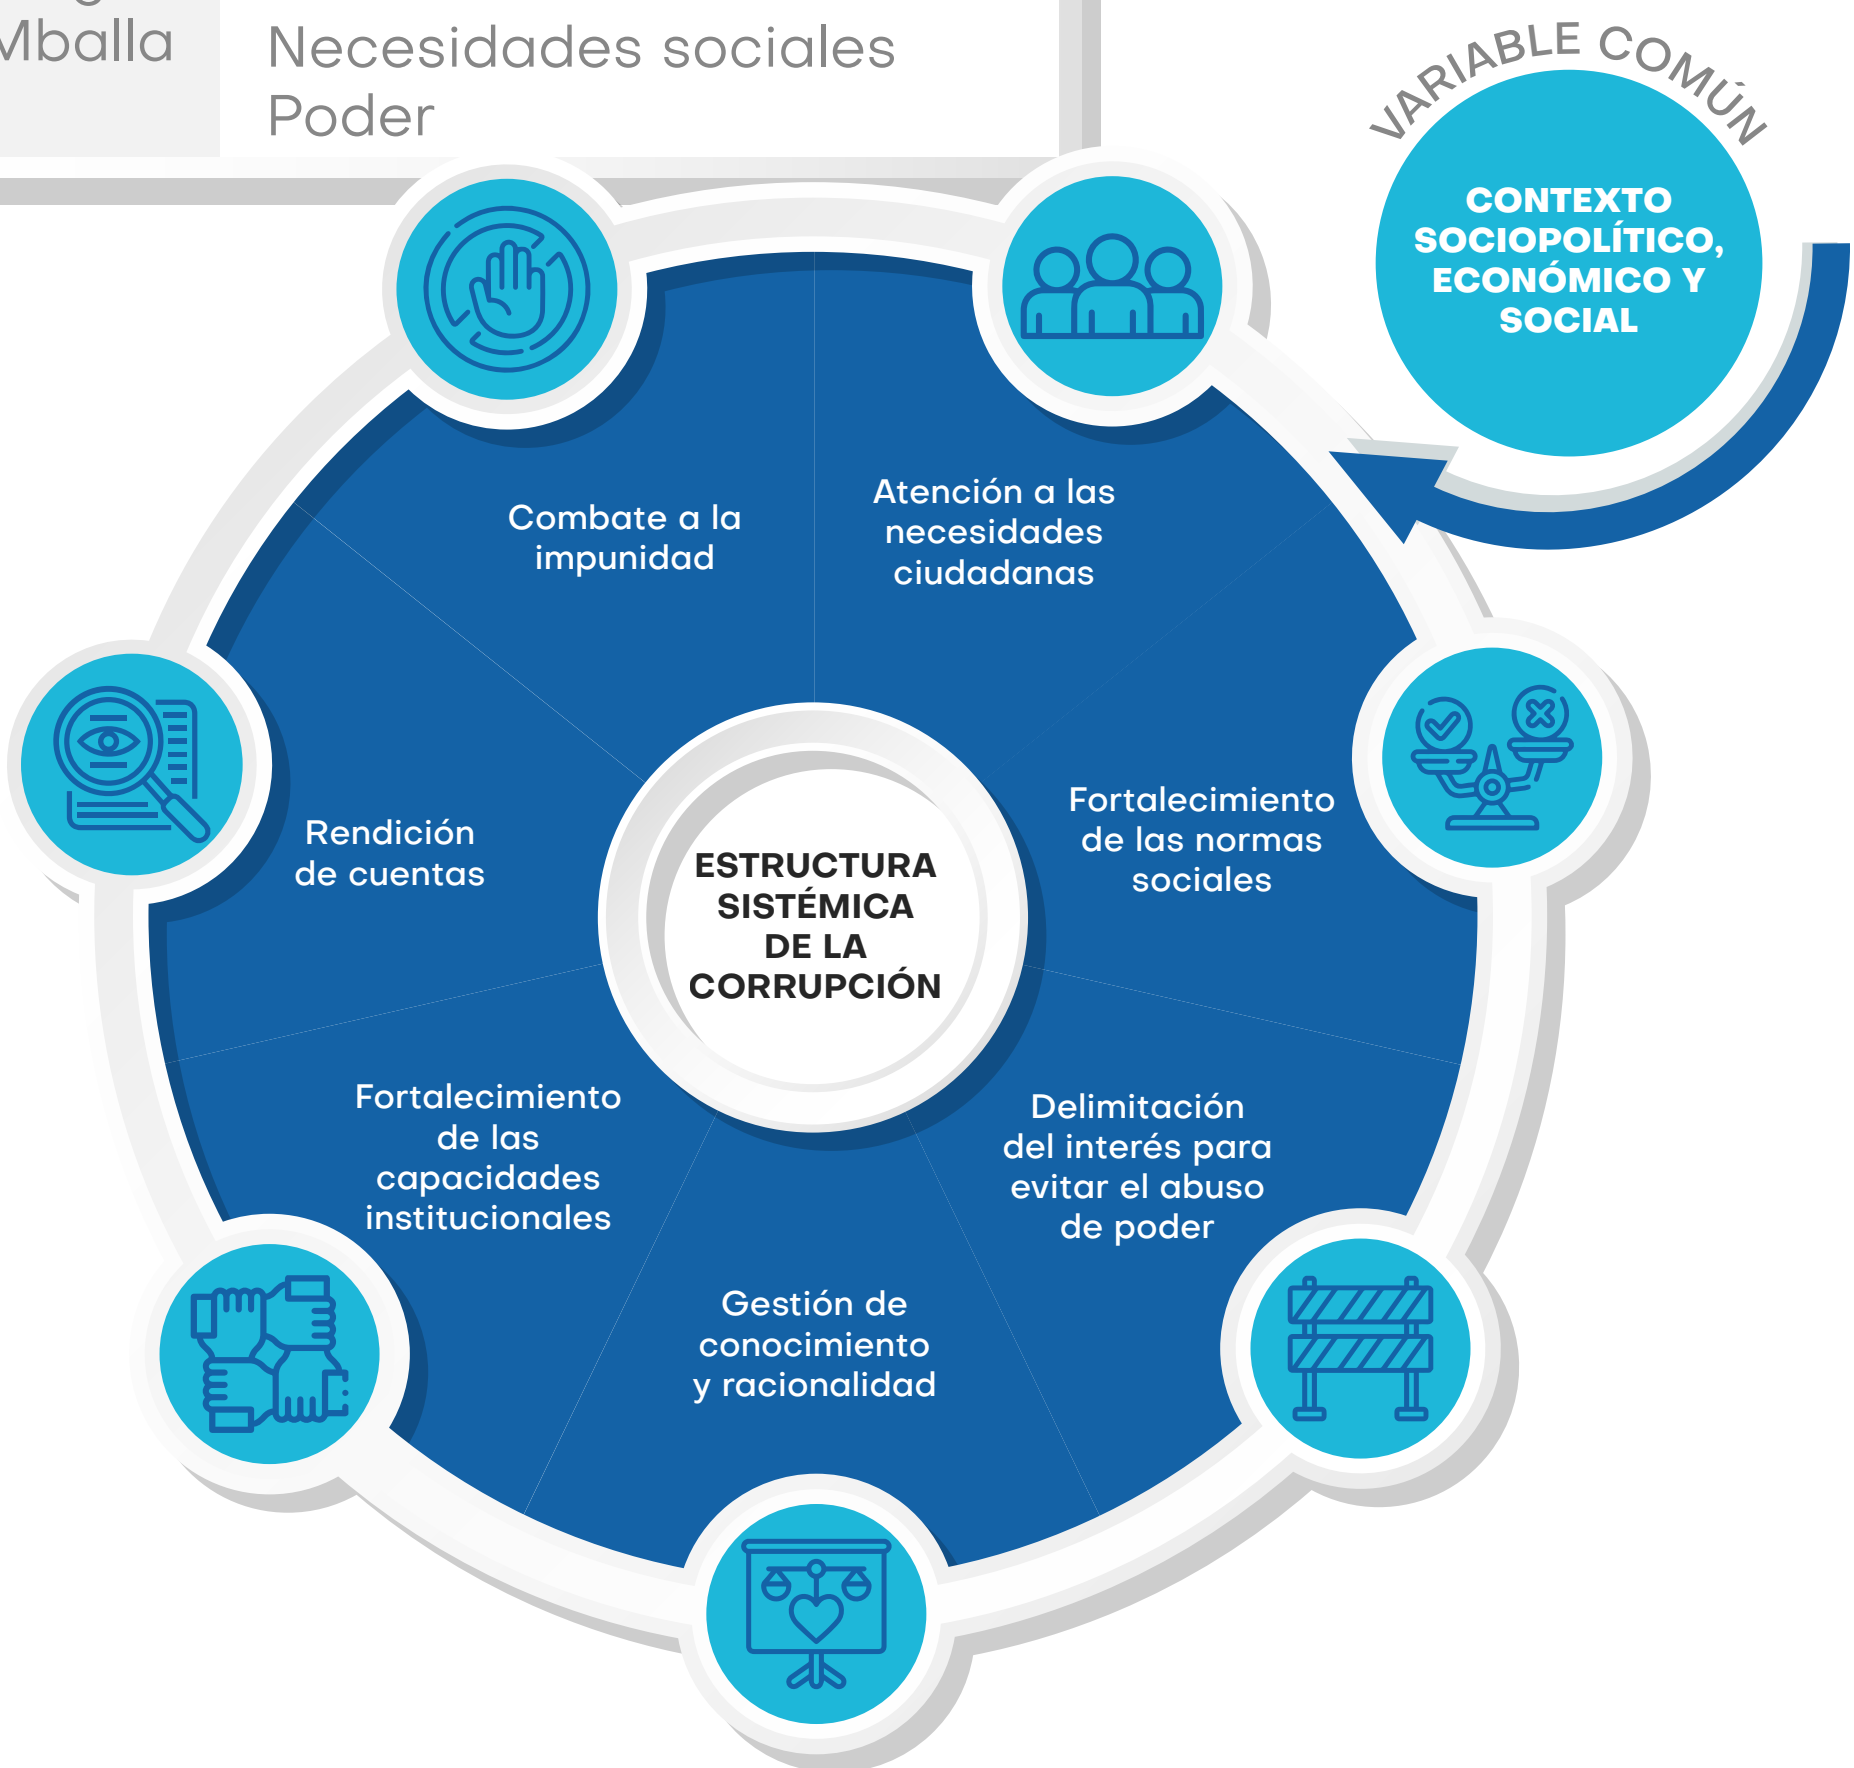 Mballa
Necesidades sociales
Poder
VARIABLE COMÚN
CONTEXTO
SOCIOPOLÍTICO,
ECONÓMICO Y
SOCIAL
Combate a la
impunidad
Atención a las
necesidades
ciudadanas
Fortalecimiento
de las normas
sociales
Delimitación
del interés para
evitar el abuso
de poder
Gestión de
conocimiento
y racionalidad
Fortalecimiento
de las
capacidades
institucionales
Rendición
de cuentas
ESTRUCTURA
SISTÉMICA
DE LA
CORRUPCIÓN